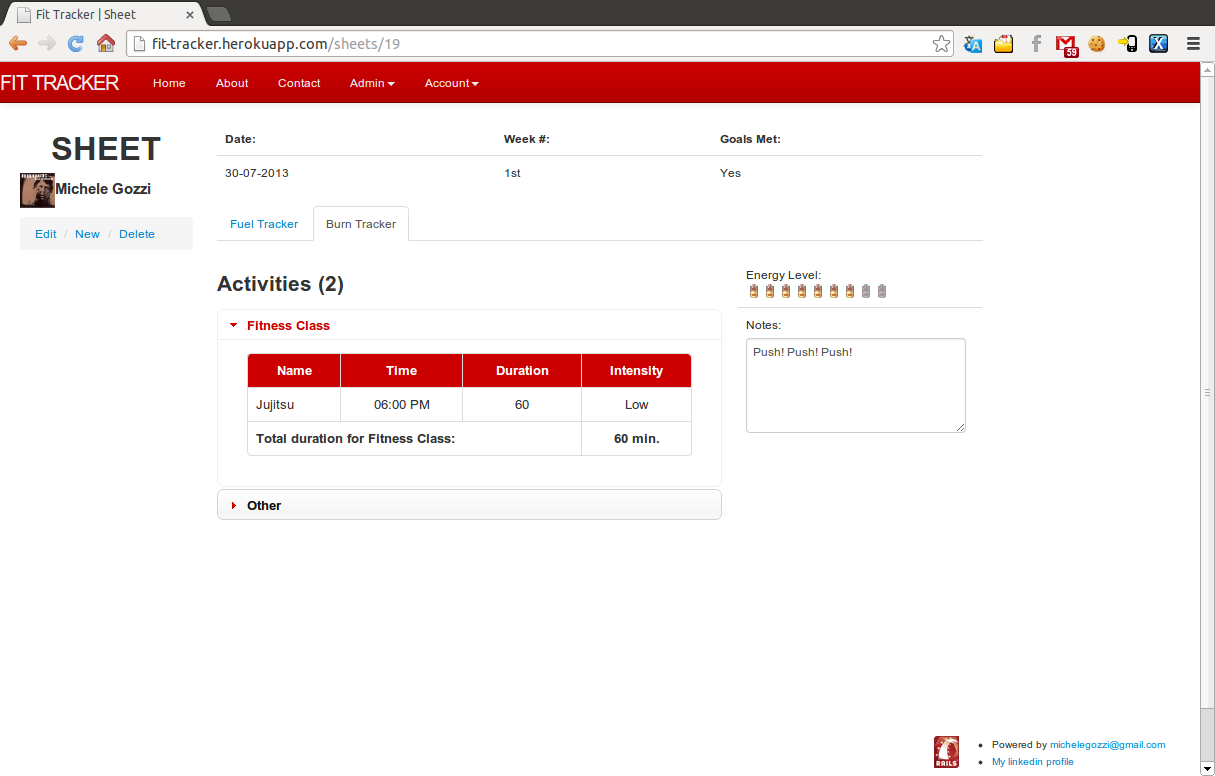 Fit Tracker | Sheet
fit-tracker.herokuapp.com/sheets/19
59
X
FIT TRACKER Home About Contact Admin Account
SHEET
Michele Gozzi
Edit / New / Delete
Date: Week #: Goals Met:
30-07-2013 1st Yes
Fuel Tracker Burn Tracker
Activities (2)
Energy Level:
Notes:
Push! Push! Push!
Fitness Class
Name Time Duration Intensity
Jujitsu 06:00 PM 60 Low
Total duration for Fitness Class: 60 min.
Other
RAILS
Powered by michelegozzi@gmail.com
My linkedin profile